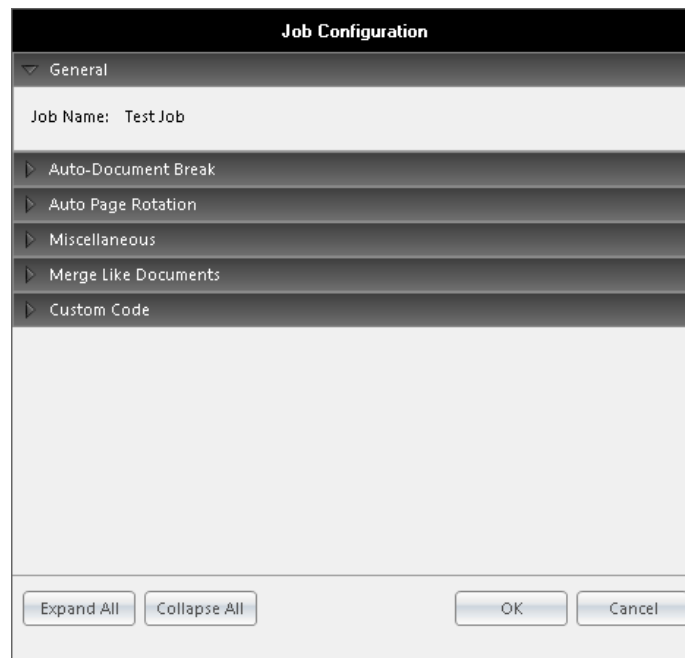 Job Configuration
General
Job Name: Test Job
Auto-Document Break
Auto Page Rotation
Miscellaneous
Merge Like Documents
Custom Code
Expand All Collapse All OK Cancel